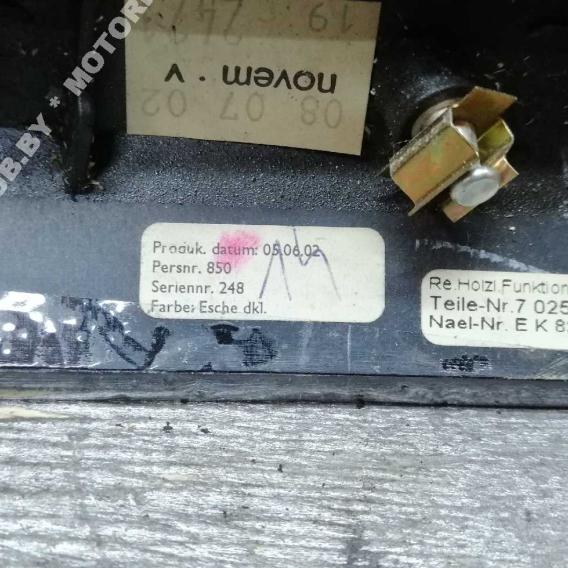 novem · v
08 07 02
Produk. datum: 05.06.02
Persnr. 850
Seriennr. 248
Farbe: Esche dkl.
Re.Holzl.Funktion
Teile-Nr.7 025
Nael-Nr. E K 8